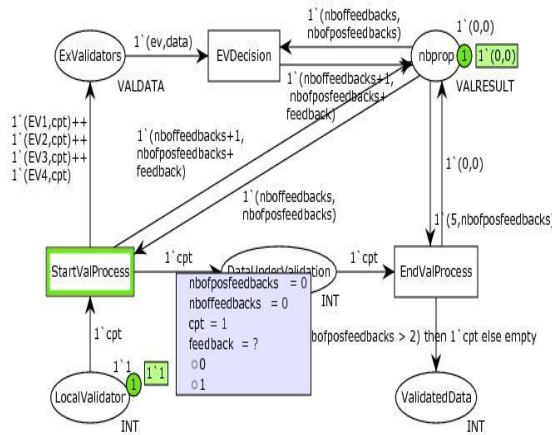 1`(nboffeedbacks,
nbofposfeedbacks)
1`(0,0)
1`(ev,data)
ExValidators
EVDecision
nbprop
1
1`(0,0)
VALDATA
VALRESULT
1`(nboffeedbacks+1,
nbofposfeedbacks+
feedback)
1`(EV1,cpt)++
1`(EV2,cpt)++
1`(EV3,cpt)++
1`(EV4,cpt)
1`(nboffeedbacks+1,
nbofposfeedbacks+
feedback)
1`(0,0)
1`(nboffeedbacks,
nbofposfeedbacks)
1`(5,nbofposfeedbacks)
1`cpt
1`cpt
StartValProcess
DataUnderValidation
EndValProcess
INT
nbofposfeedbacks = 0
nboffeedbacks = 0
cpt = 1
feedback = ?
0
1
1`cpt
bofposfeedbacks > 2) then 1`cpt else empty
1`1
1
1`1
LocalValidator
ValidatedData
INT
INT